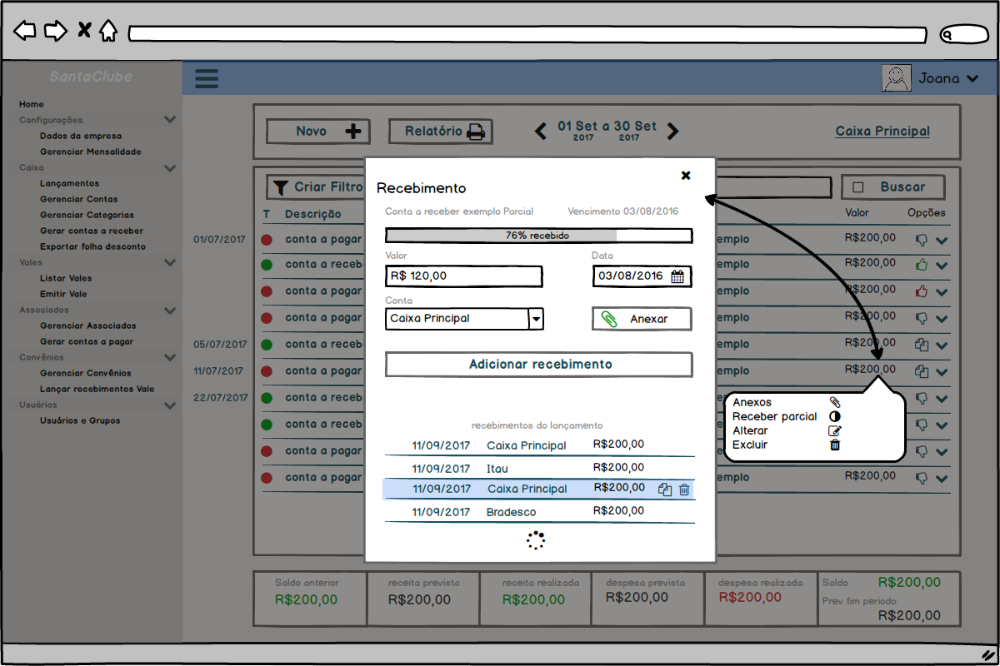 SantaClube
Joana
Home
Configurações.
Dados da empresa
Gerenciar Mensalidade
Caixa
Lançamentos
Gerenciar Contas
Gerenciar Categorias
Gerar contas a receber
Exportar folha desconto
Vales
Listar Vales
Emitir Vale
Associados
Gerenciar Associados
Gerar contas a pagar
Convênios
Gerenciar Convênios
Lançar recebimentos Vale
Usuários
Usuários e Grupos
Novo
Relatório
01 Set a 30 Set
2017 2017
Caixa Principal
Criar Filtro
Buscar
T Descrição Valor Opções
01/07/2017 conta a pagar emplo R$200,00
conta a receb emplo R$200,00
conta a pagar emplo R$200,00
conta a pagar emplo R$200,00
05/07/2017 conta a receb emplo R$200,00
11/07/2017 conta a pagar emplo R$200,00
22/07/2017 conta a receb
conta a receb
conta a pagar
conta a pagar emplo R$200,00
Recebimento
Conta a receber exemplo Parcial Vencimento 03/08/2016
76% recebido
Valor Data
R$ 120,00 03/08/2016
Conta
Caixa Principal Anexar
Adicionar recebimento
recebimentos do lançamento
11/09/2017 Caixa Principal R$200,00
11/09/2017 Itau R$200,00
11/09/2017 Caixa Principal R$200,00
11/09/2017 Bradesco R$200,00
Anexos
Receber parcial
Alterar
Excluir
Saldo anterior
R$200,00
receita prevista
R$200,00
receita realizada
R$200,00
despesa prevista
R$200,00
despesa realizada
R$200,00
Saldo R$200,00
Prev. fim periodo
R$200,00